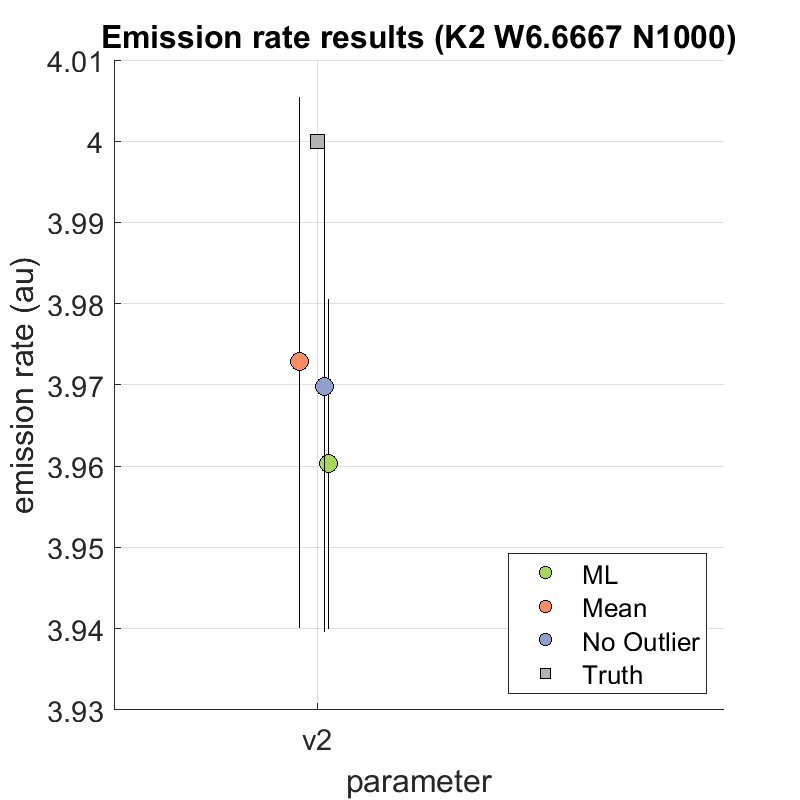 Emission rate results (K2 W6.6667 N1000)
4.01
4
3.99
3.98
3.97
3.96
3.95
3.94
3.93
emission rate (au)
ML
Mean
No Outlier
Truth
v2
parameter